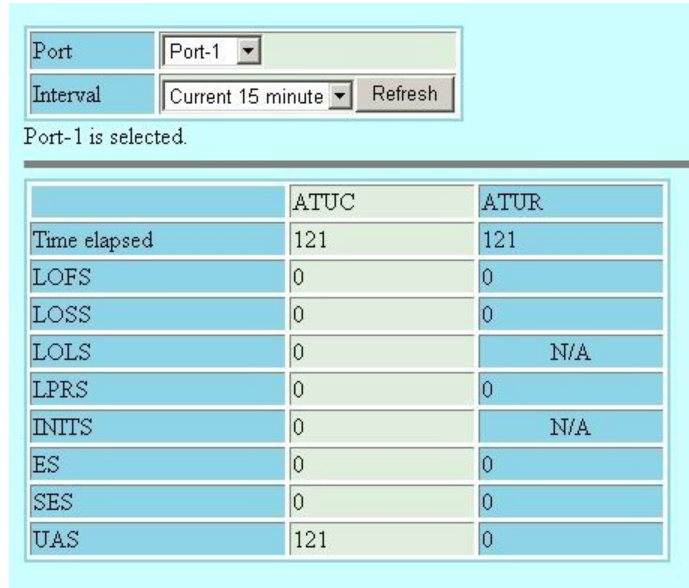 Port Port-1
Interval Current 15 minute Refresh
Port-1 is selected.
ATUC ATUR
Time elapsed 121 121
LOFS 0 0
LOSS 0 0
LOLS 0 N/A
LPRS 0 0
INITS 0 N/A
ES 0 0
SES 0 0
UAS 121 0